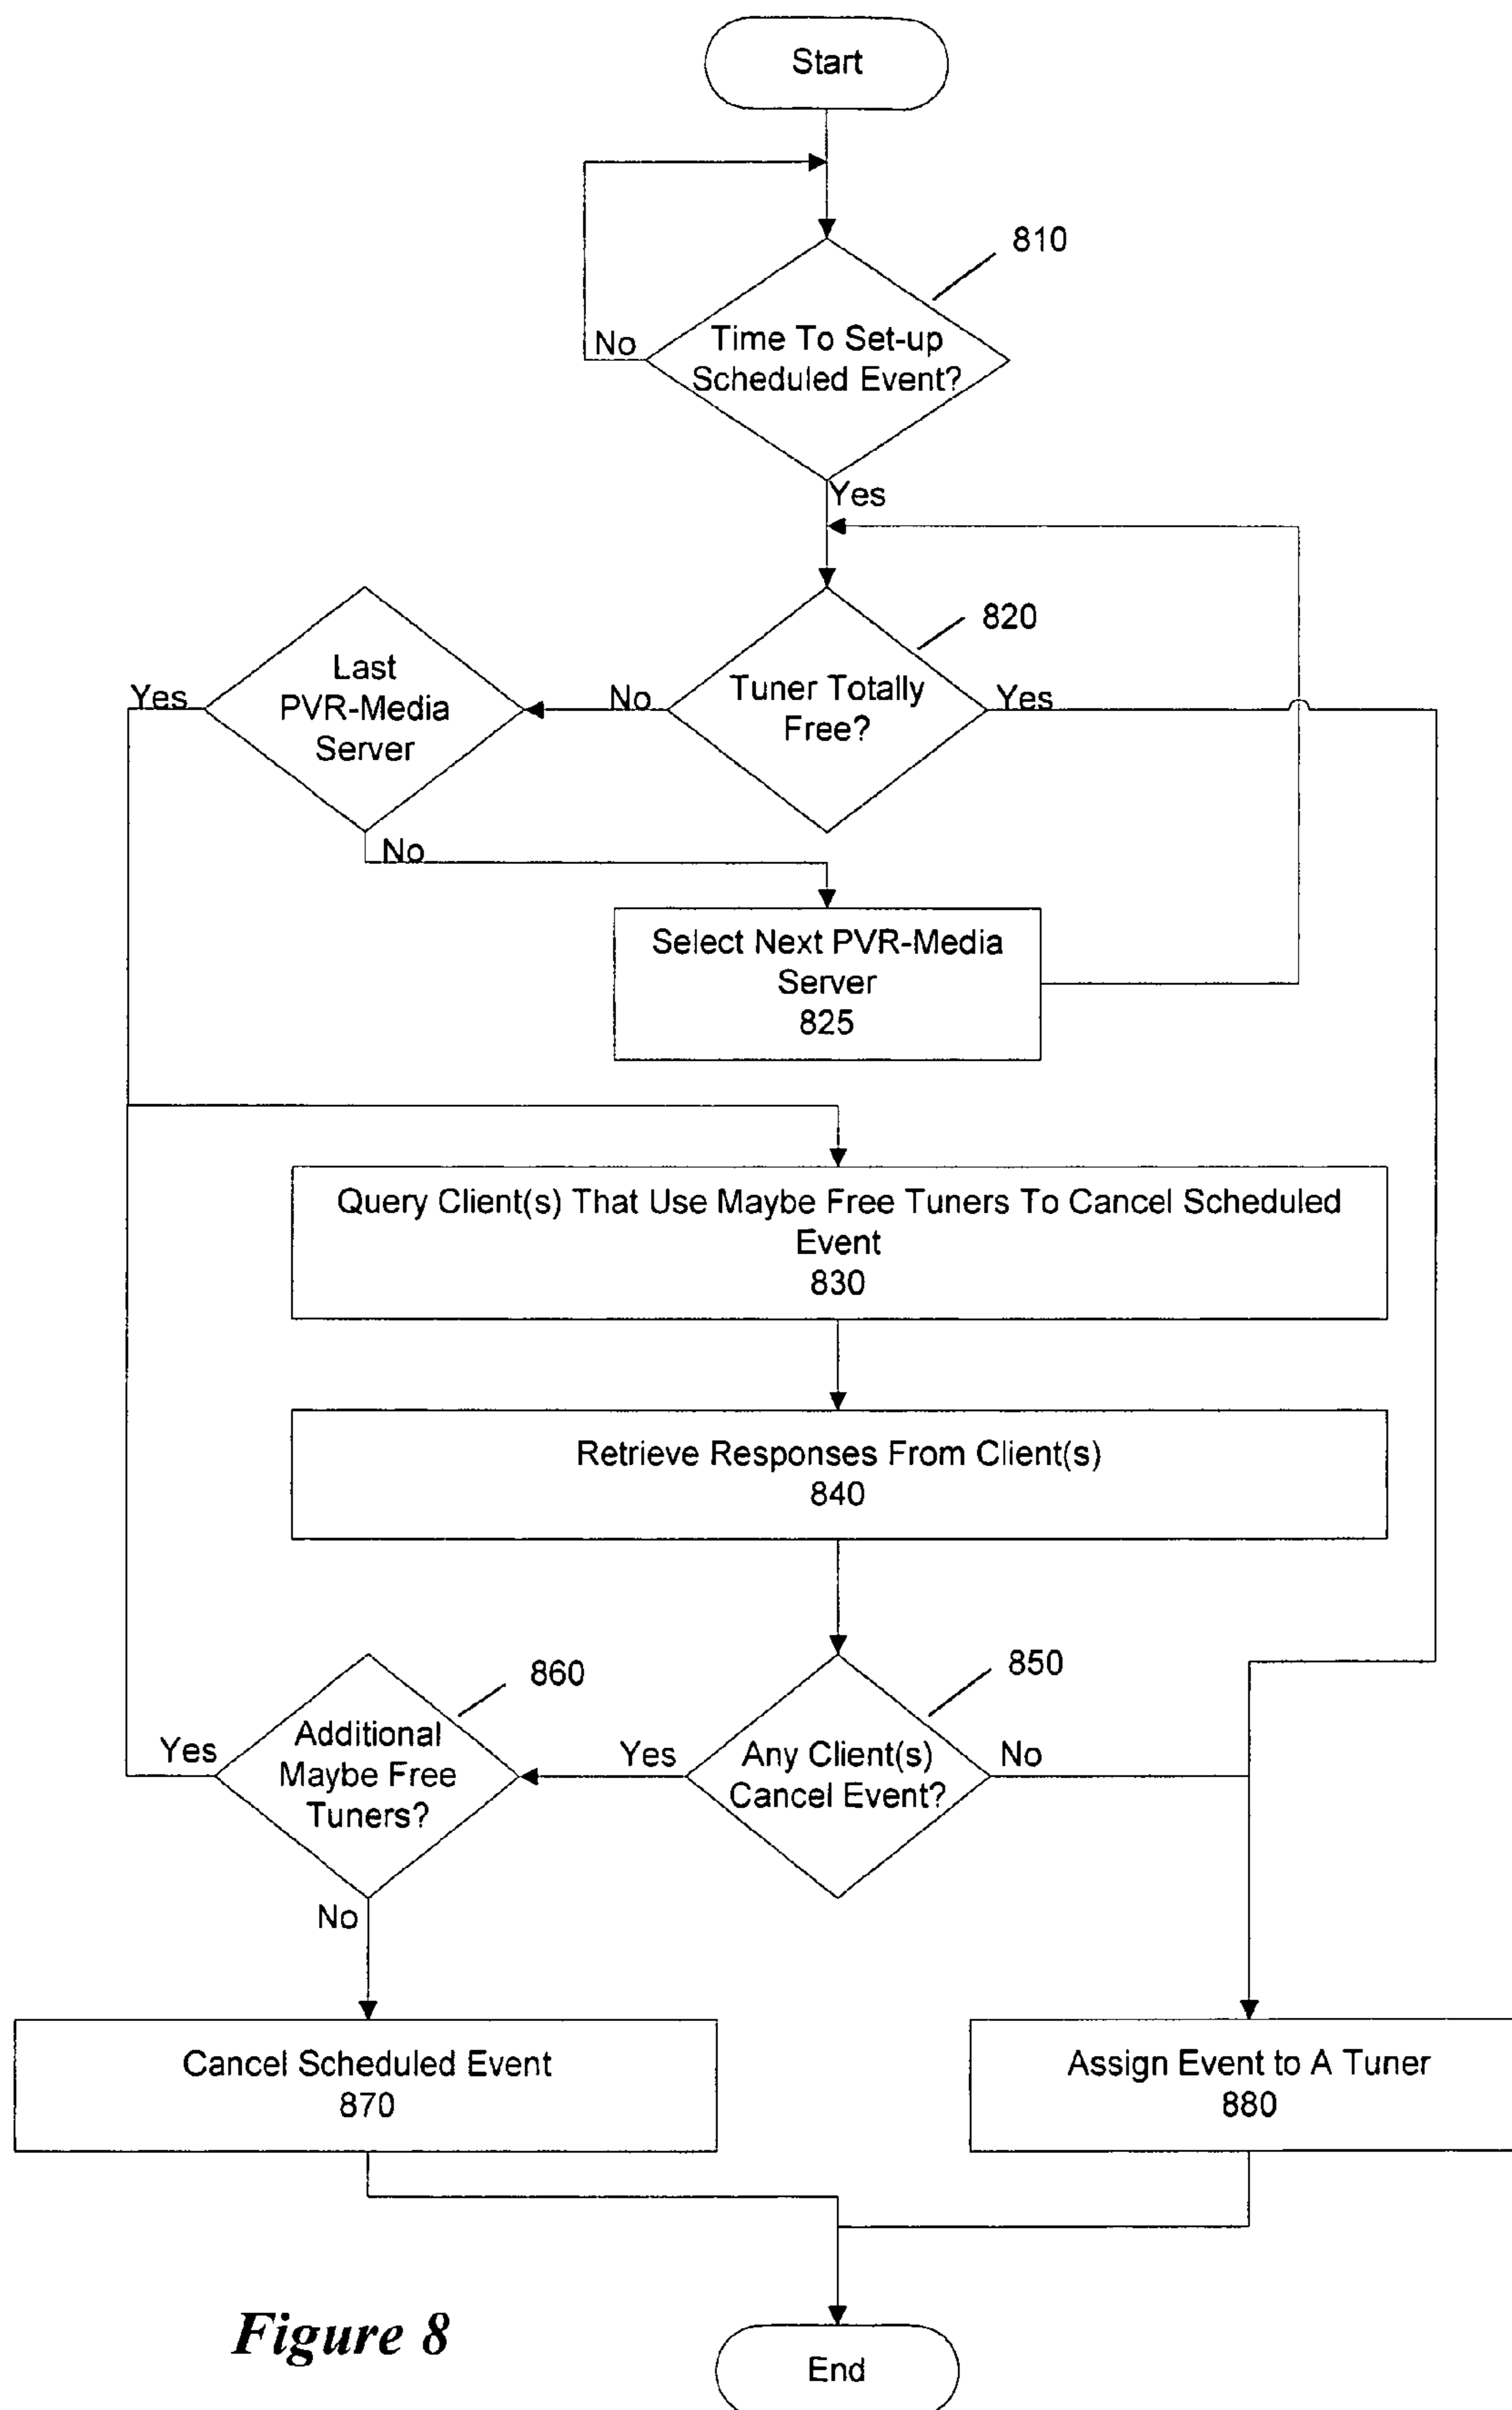 Start
810
Time To Set-up
Scheduled Event?
No
Yes
820
Last
PVR-Media
Server
Yes
No
Tuner Totally
Free?
Yes
No
Select Next PVR-Media
Server
825
Query Client(s) That Use Maybe Free Tuners To Cancel Scheduled
Event
830
Retrieve Responses From Client(s)
840
850
860
Additional
Maybe Free
Tuners?
Yes
Yes
Any Client(s)
Cancel Event?
No
No
Cancel Scheduled Event
870
Assign Event to A Tuner
880
Figure 8
End